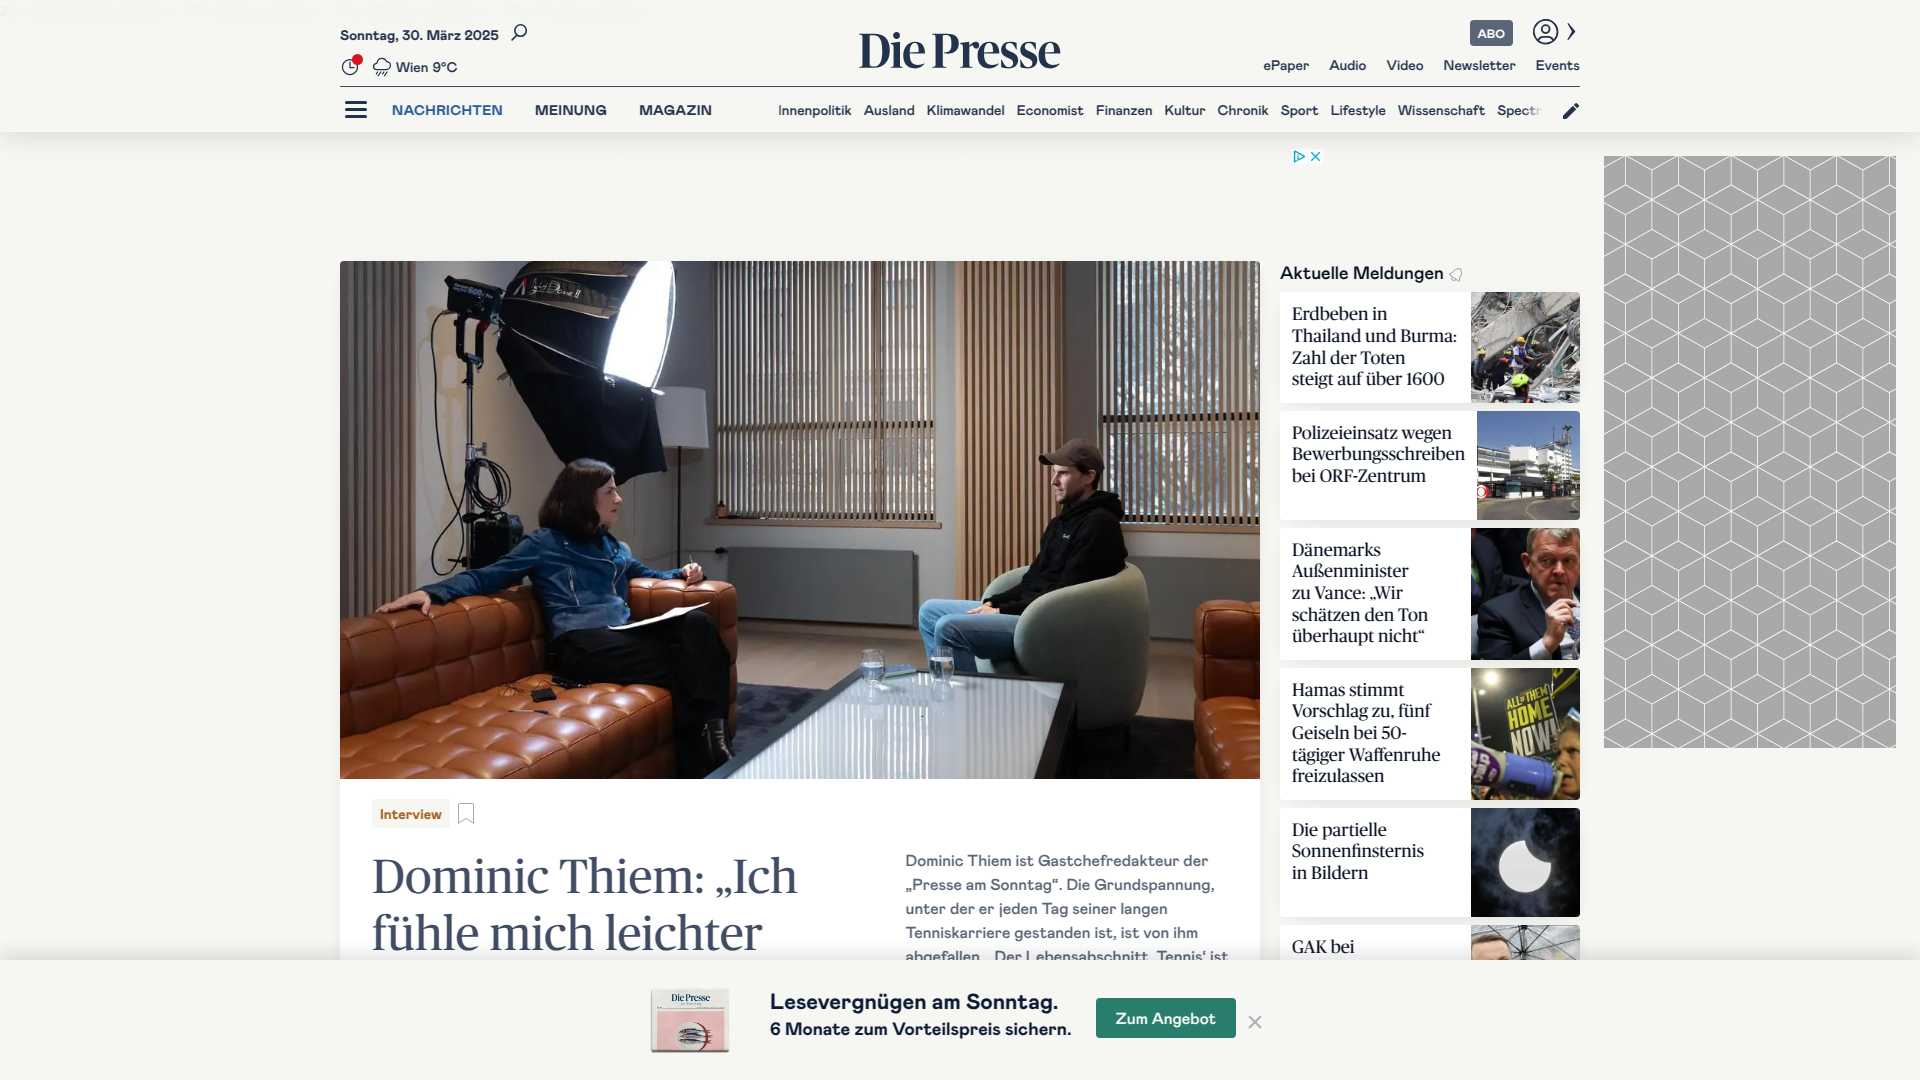 Sonntag, 30. März 2025
Wien 9°C
Die Presse
ABO
ePaper Audio Video Newsletter Events
NACHRICHTEN MEINUNG MAGAZIN
Innenpolitik Ausland Klimawandel Economist Finanzen Kultur Chronik Sport Lifestyle Wissenschaft Spectr
Interview
Dominic Thiem: „Ich
fühle mich leichter
Dominic Thiem ist Gastchefredakteur der
„Presse am Sonntag“. Die Grundspannung,
unter der er jeden Tag seiner langen
Tenniskarriere gestanden ist, ist von ihm
abgefallen. „Der Lebensabschnitt ‚Tennis‘ ist
Aktuelle Meldungen
Erdbeben in
Thailand und Burma:
Zahl der Toten
steigt auf über 1600
Polizeieinsatz wegen
Bewerbungsschreiben
bei ORF-Zentrum
Dänemarks
Außenminister
zu Vance: „Wir
schätzen den Ton
überhaupt nicht“
Hamas stimmt
Vorschlag zu, fünf
Geiseln bei 50-
tägiger Waffenruhe
freizulassen
ALL OF THEM
HOME
NOW!
Die partielle
Sonnenfinsternis
in Bildern
GAK bei
Die Presse
Lesevergnügen am Sonntag.
6 Monate zum Vorteilspreis sichern.
Zum Angebot